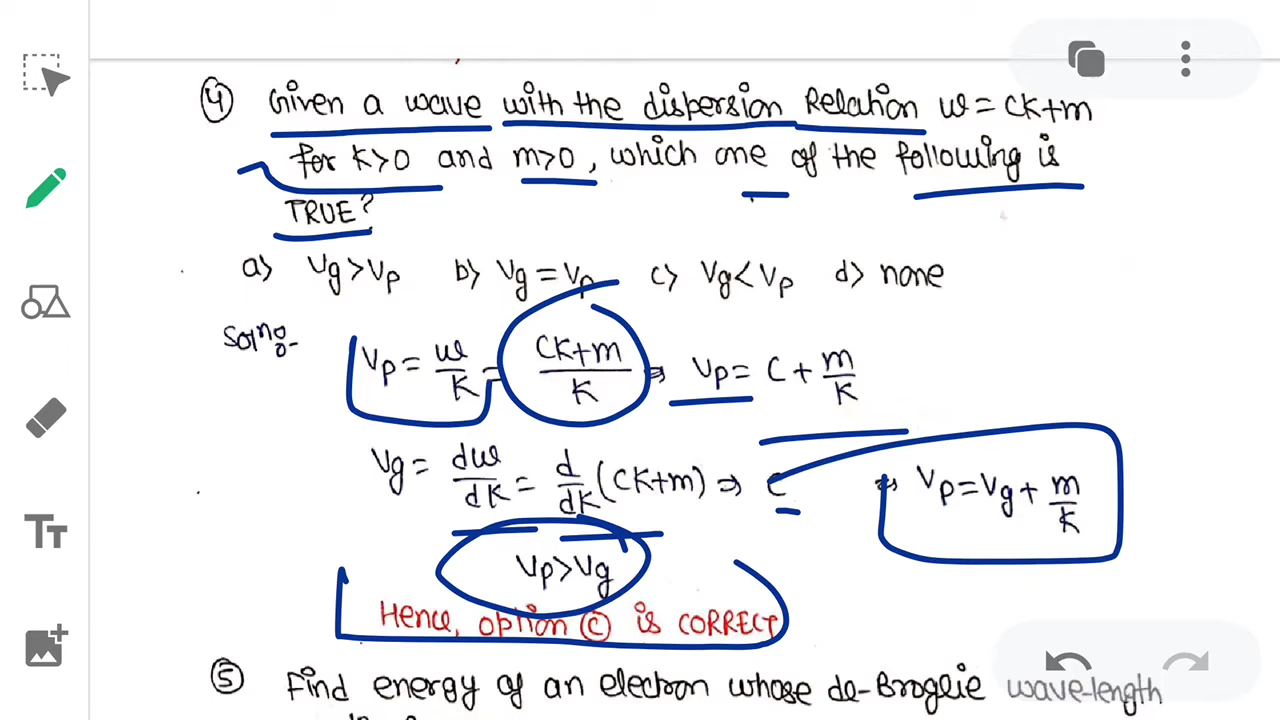 ④ Given a wave with the dispersion Relation ω = CK+m
for K>0 and m>0, which one of the following is
TRUE?
a) Vg>Vp b) Vg=Vp c) Vg<Vp d) none
Solno:-
Vp = ω/K = CK+m/K ⇒ Vp = C + m/K
Vg = dω/dK = d/dK (CK+m) ⇒ C ⇒ Vp=Vg+ m/K
Vp>Vg
Hence, option ⓒ is CORRECT
⑤ Find energy of an electron whose de-Broglie wave-length
TT